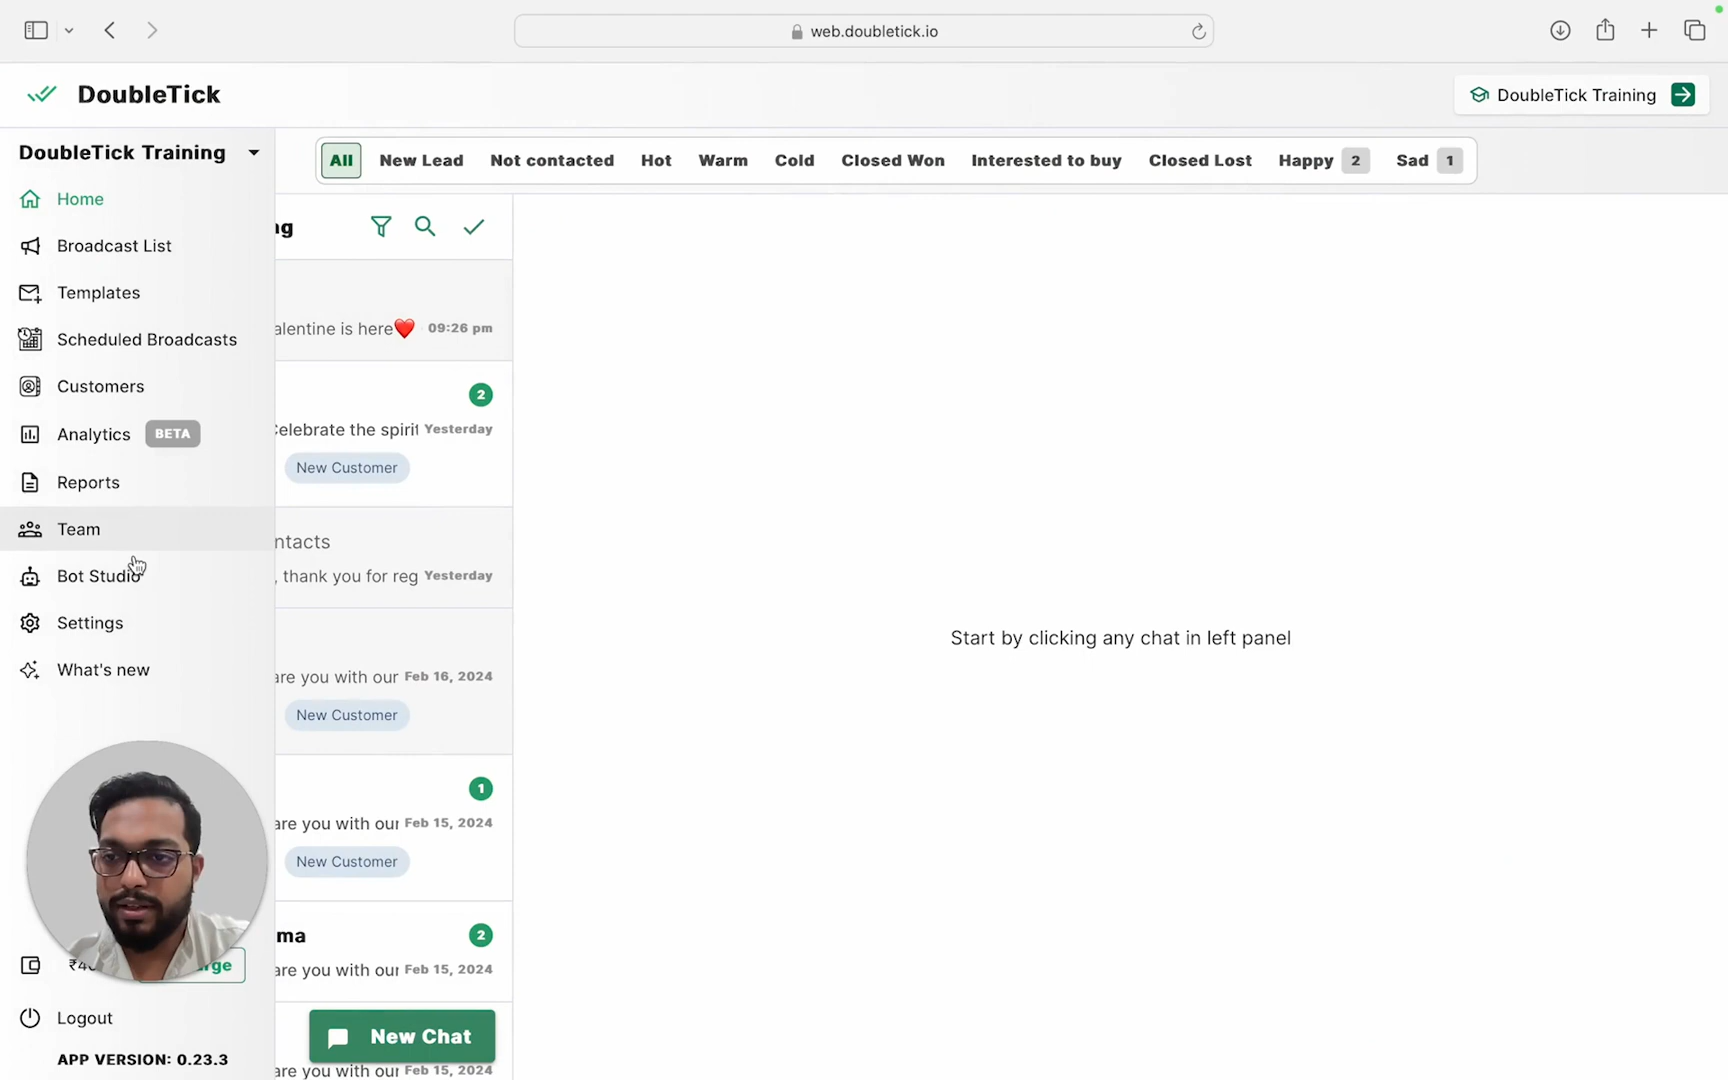 web.doubletick.io
DoubleTick
DoubleTick Training
DoubleTick Training
All New Lead Not contacted Hot Warm Cold Closed Won Interested to buy Closed Lost Happy 2 Sad 1
Home
Broadcast List
Templates
Scheduled Broadcasts
Customers
Analytics BETA
Reports
Team
Bot Studio
Settings
What's new
Logout
APP VERSION: 0.23.3
ng
alentine is here❤️ 09:26 pm
2
Celebrate the spirit Yesterday
New Customer
ntacts
, thank you for reg Yesterday
are you with our Feb 16, 2024
New Customer
1
are you with our Feb 15, 2024
New Customer
ma 2
are you with our Feb 15, 2024
New Chat
are you with our Feb 15, 2024
Start by clicking any chat in left panel